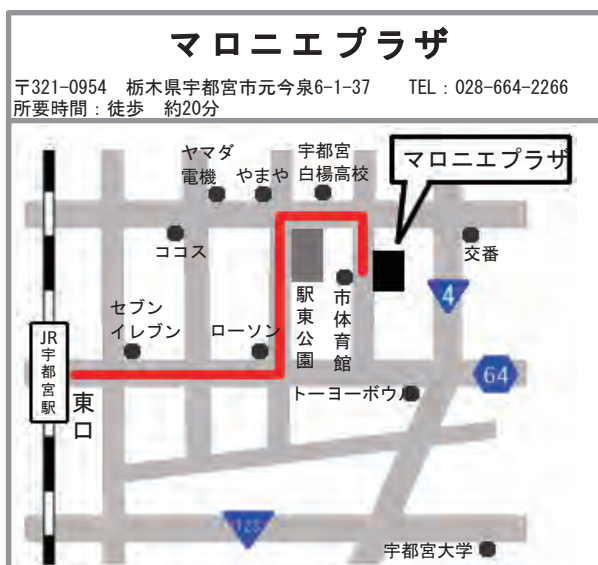 マロニエプラザ
〒321-0954 栃木県宇都宮市元今泉6-1-37 TEL：028-664-2266
所要時間：徒歩 約20分
ヤマダ
電機
やまや
宇都宮
白楊高校
マロニエプラザ
ココス
交番
セブン
イレブン
ローソン
駅東公園
市体育館
4
JR宇都宮駅
東口
64
トーヨーボウル
123
宇都宮大学